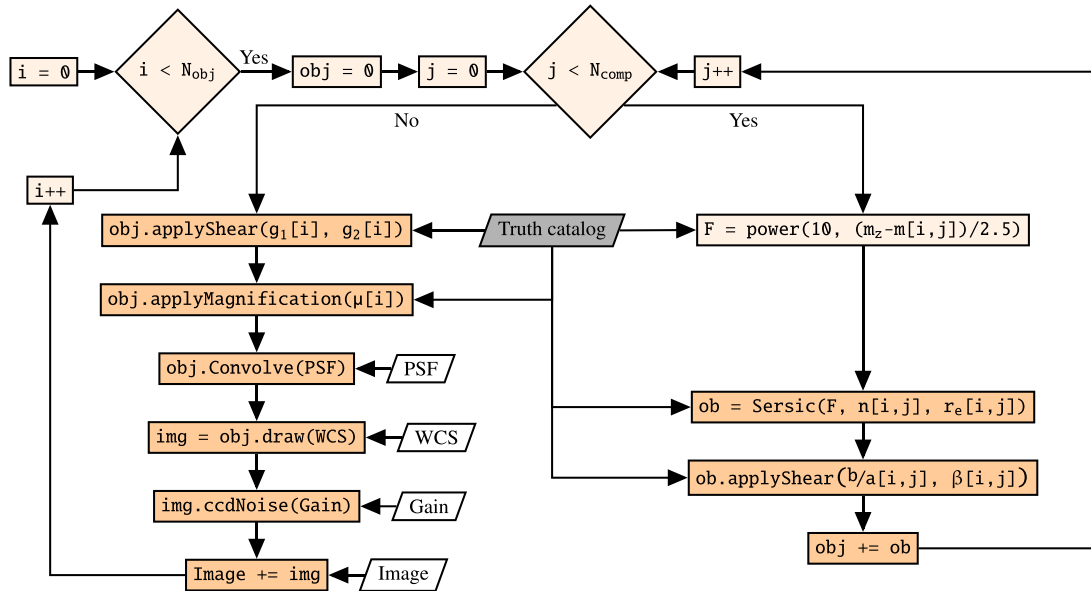 i = 0
i < N_obj
Yes
obj = 0
j = 0
j < N_comp
j++
No
Yes
i++
obj.applyShear(g₁[i], g₂[i])
Truth catalog
F = power(10, (m_z-m[i,j])/2.5)
obj.applyMagnification(μ[i])
obj.Convolve(PSF)
PSF
ob = Sersic(F, n[i,j], r_e[i,j])
img = obj.draw(WCS)
WCS
ob.applyShear(b/a[i,j], β[i,j])
img.ccdNoise(Gain)
Gain
obj += ob
Image += img
Image